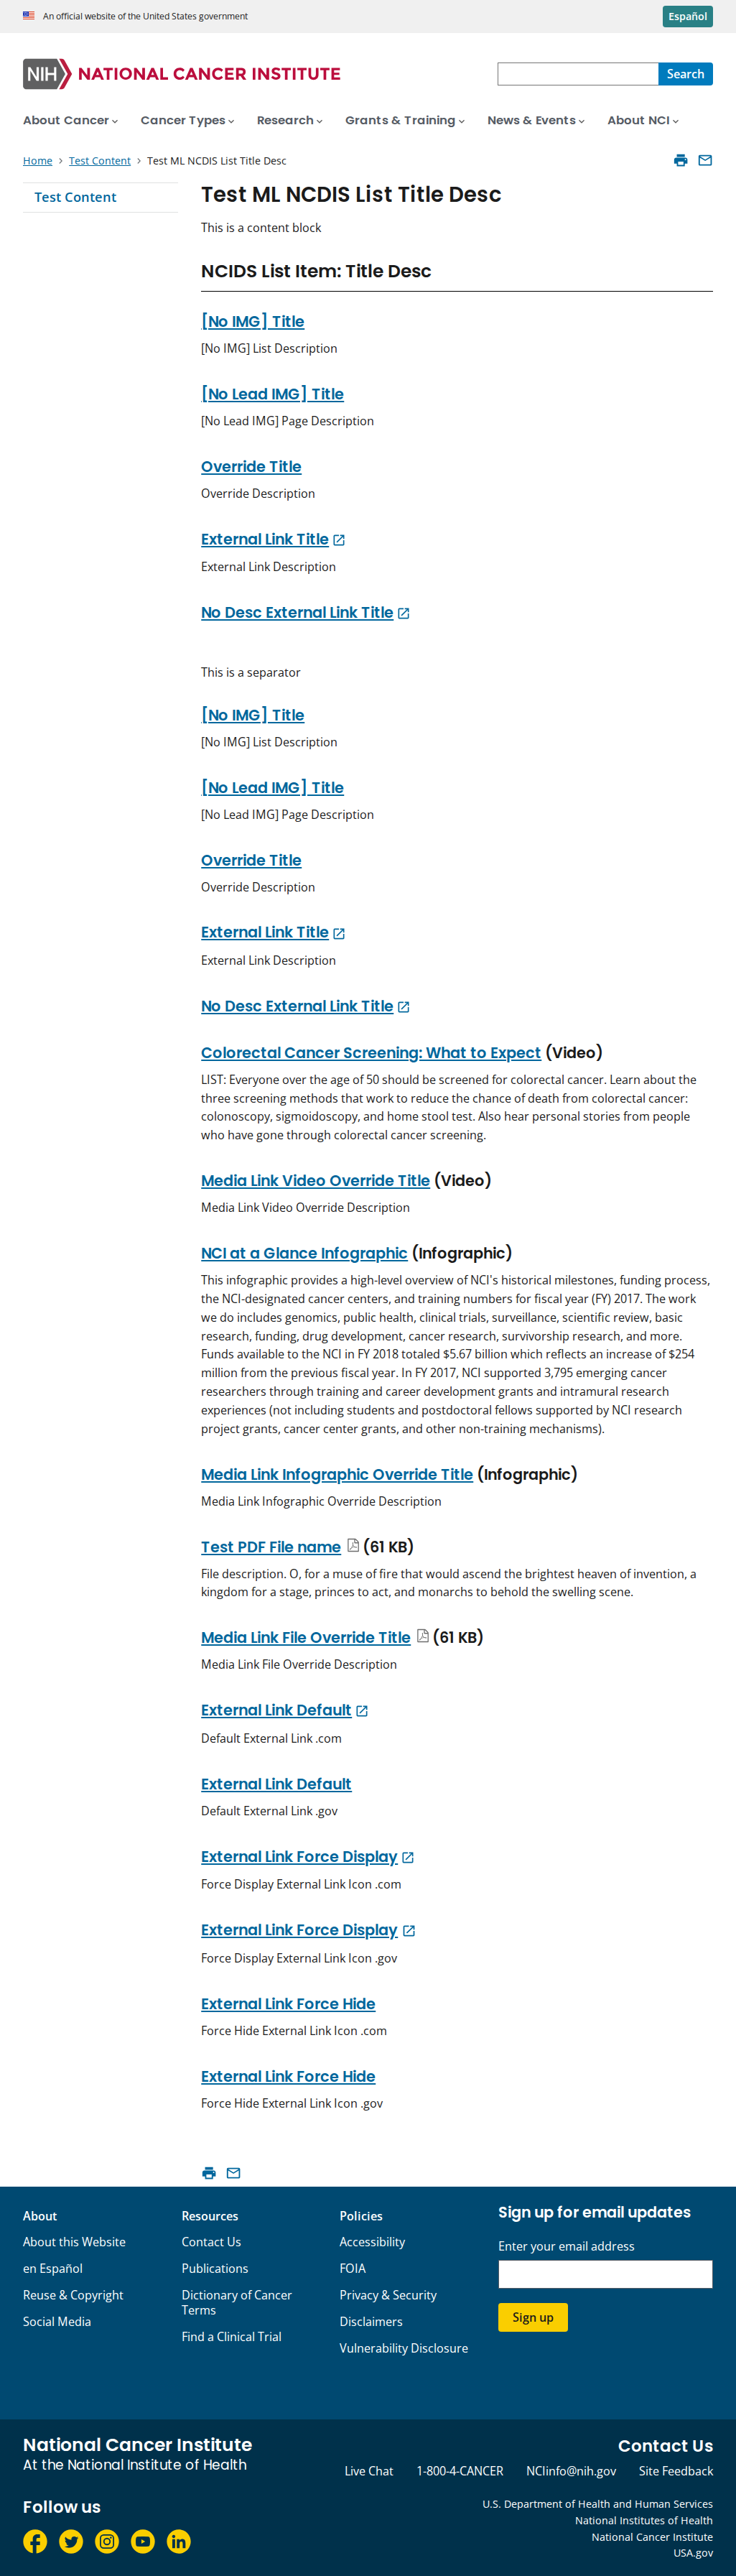 An official website of the United States government
Español
NIH NATIONAL CANCER INSTITUTE
Search
About Cancer
Cancer Types
Research
Grants & Training
News & Events
About NCI
Home > Test Content > Test ML NCDIS List Title Desc
Test Content
Test ML NCDIS List Title Desc
This is a content block
NCIDS List Item: Title Desc
[No IMG] Title
[No IMG] List Description
[No Lead IMG] Title
[No Lead IMG] Page Description
Override Title
Override Description
External Link Title
External Link Description
No Desc External Link Title
This is a separator
[No IMG] Title
[No IMG] List Description
[No Lead IMG] Title
[No Lead IMG] Page Description
Override Title
Override Description
External Link Title
External Link Description
No Desc External Link Title
Colorectal Cancer Screening: What to Expect (Video)
LIST: Everyone over the age of 50 should be screened for colorectal cancer. Learn about the
three screening methods that work to reduce the chance of death from colorectal cancer:
colonoscopy, sigmoidoscopy, and home stool test. Also hear personal stories from people
who have gone through colorectal cancer screening.
Media Link Video Override Title (Video)
Media Link Video Override Description
NCI at a Glance Infographic (Infographic)
This infographic provides a high-level overview of NCI's historical milestones, funding process,
the NCI-designated cancer centers, and training numbers for fiscal year (FY) 2017. The work
we do includes genomics, public health, clinical trials, surveillance, scientific review, basic
research, funding, drug development, cancer research, survivorship research, and more.
Funds available to the NCI in FY 2018 totaled $5.67 billion which reflects an increase of $254
million from the previous fiscal year. In FY 2017, NCI supported 3,795 emerging cancer
researchers through training and career development grants and intramural research
experiences (not including students and postdoctoral fellows supported by NCI research
project grants, cancer center grants, and other non-training mechanisms).
Media Link Infographic Override Title (Infographic)
Media Link Infographic Override Description
Test PDF File name (61 KB)
File description. O, for a muse of fire that would ascend the brightest heaven of invention, a
kingdom for a stage, princes to act, and monarchs to behold the swelling scene.
Media Link File Override Title (61 KB)
Media Link File Override Description
External Link Default
Default External Link .com
External Link Default
Default External Link .gov
External Link Force Display
Force Display External Link Icon .com
External Link Force Display
Force Display External Link Icon .gov
External Link Force Hide
Force Hide External Link Icon .com
External Link Force Hide
Force Hide External Link Icon .gov
About
About this Website
en Español
Reuse & Copyright
Social Media
Resources
Contact Us
Publications
Dictionary of Cancer
Terms
Find a Clinical Trial
Policies
Accessibility
FOIA
Privacy & Security
Disclaimers
Vulnerability Disclosure
Sign up for email updates
Enter your email address
Sign up
National Cancer Institute
At the National Institute of Health
Follow us
Contact Us
Live Chat
1-800-4-CANCER
NCIinfo@nih.gov
Site Feedback
U.S. Department of Health and Human Services
National Institutes of Health
National Cancer Institute
USA.gov